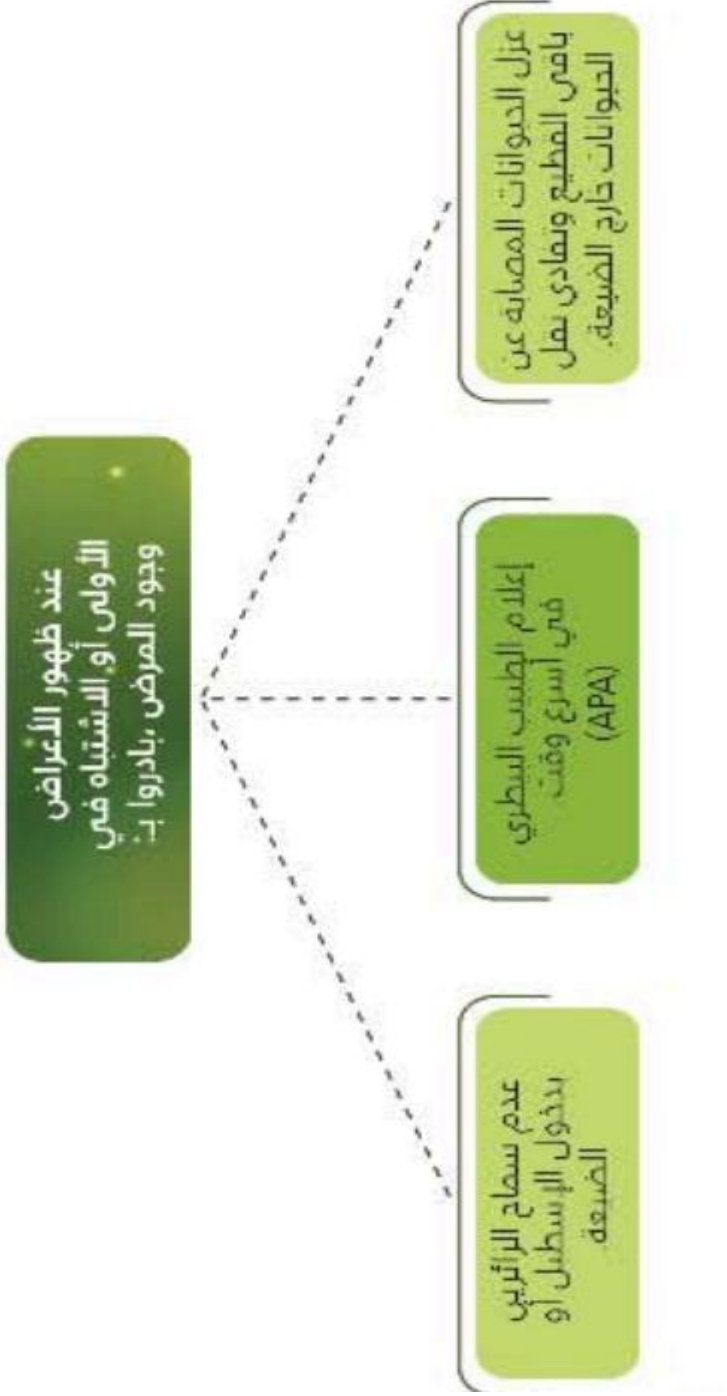 عند ظهور الأعراض
الأولى أو الاشتباه في
وجود المرض ،بادروا بـ:
عزل الحيوانات المصابة عن
باقي القطيع وتفادي نقل
الحيوانات خارج الضيعة.
إعلام الطبيب البيطري
في أسرع وقت
(APA)
عدم سماح الزائرين
بدخول الإسطبل أو
الضيعة.